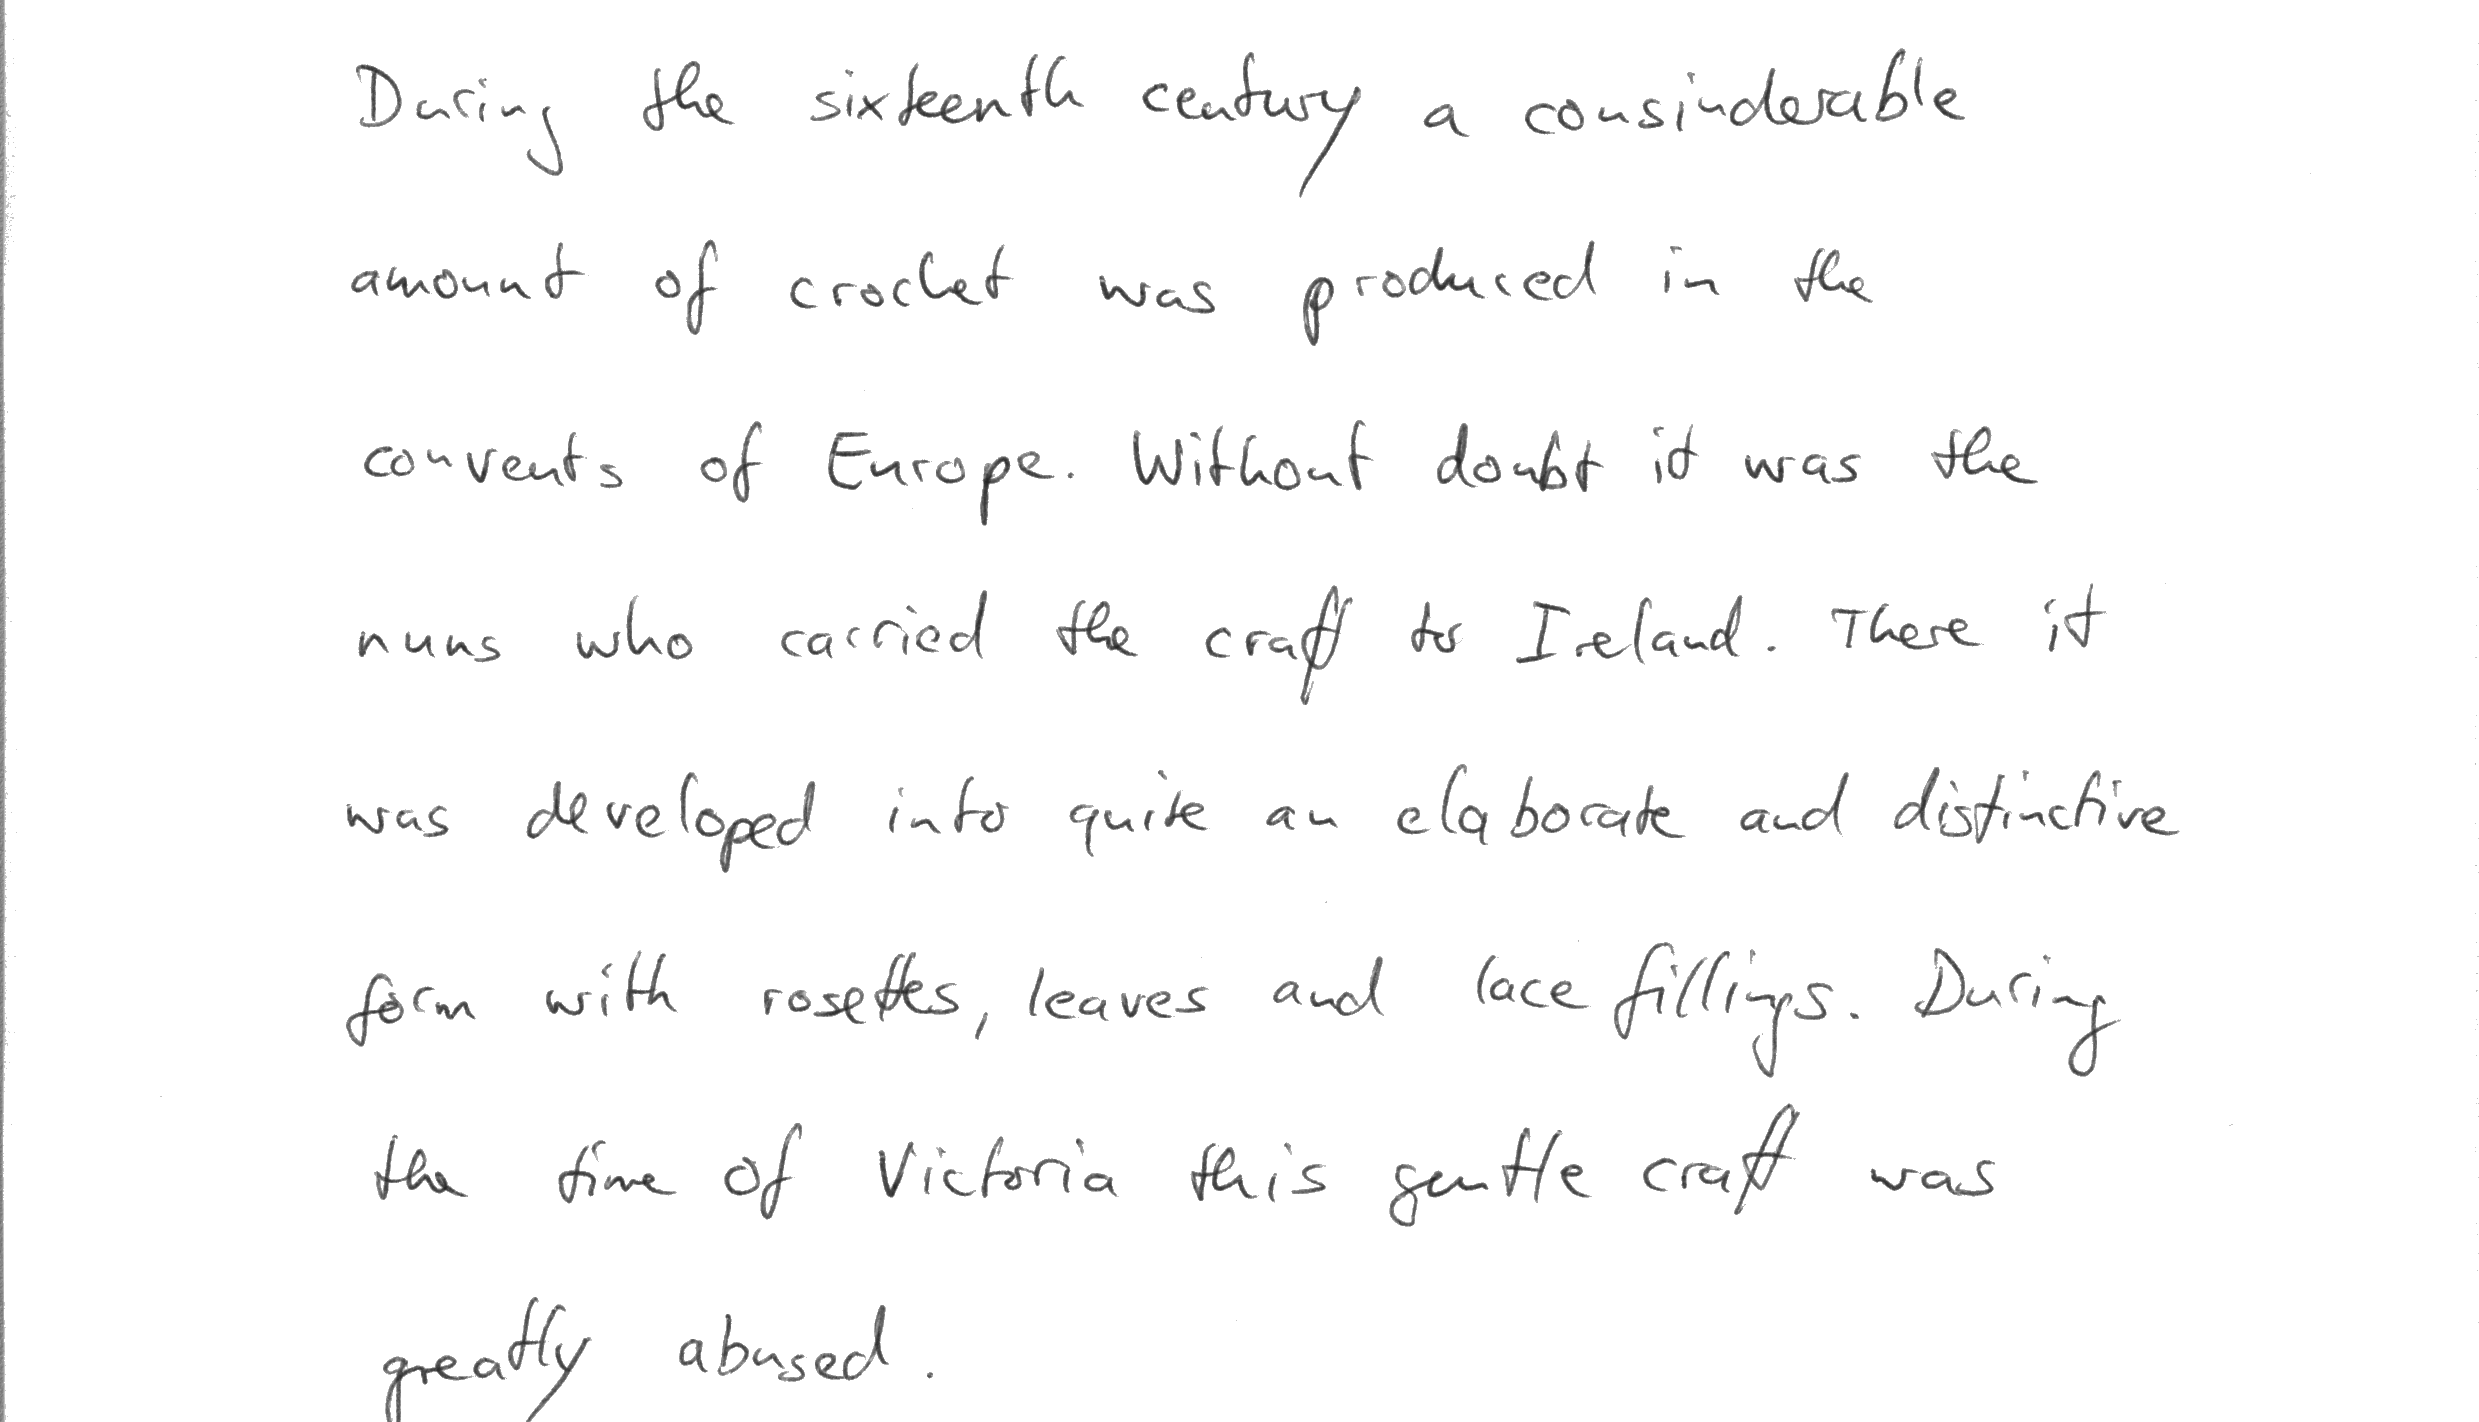 During the sixteenth century a consinderable
amount of crochet was produced in the
convents of Europe. Without doubt it was the
nuns who carried the craft to Ireland. There it
was developed into quite an elaborate and distinctive
form with rosettes, leaves and lace fillings. During
the time of Victoria this gentle craft was
greatly abused.